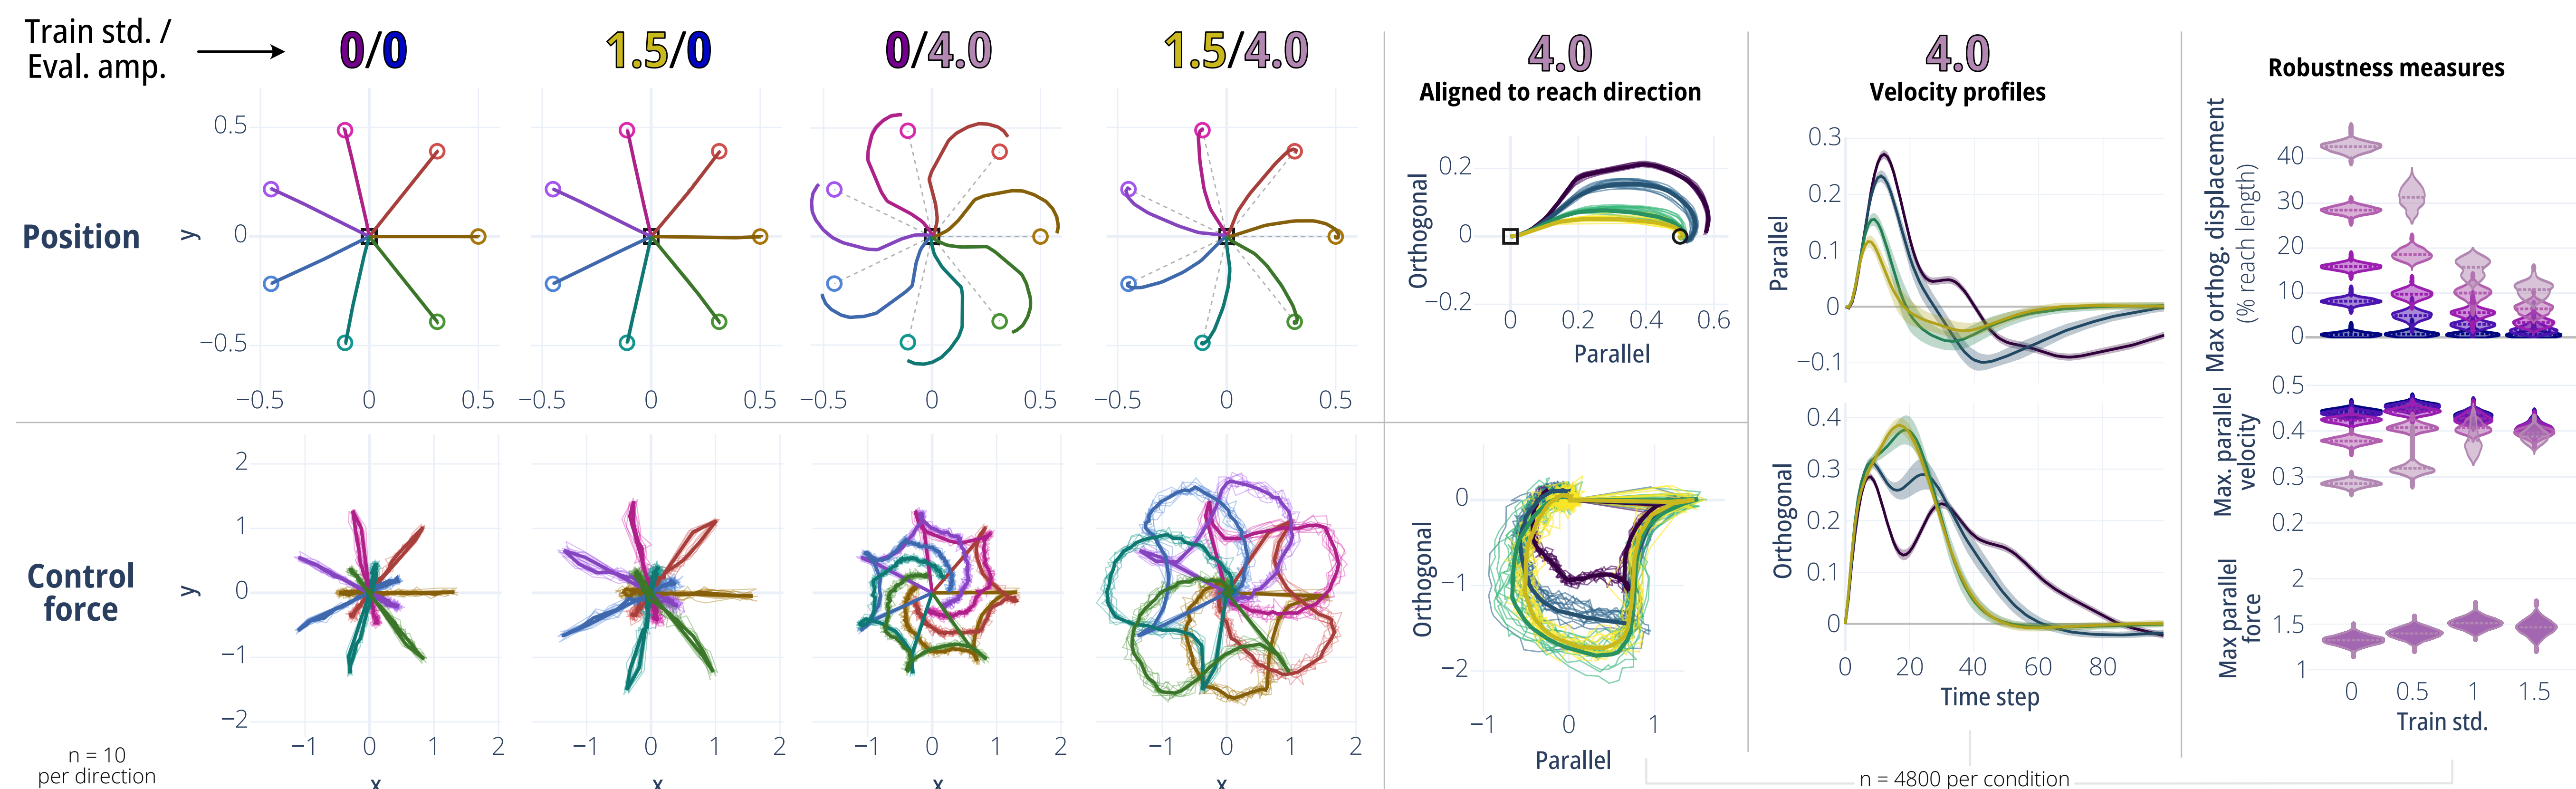 Train std. /
Eval. amp.
0/0
1.5/0
0/4.0
1.5/4.0
4.0
Aligned to reach direction
4.0
Velocity profiles
Robustness measures
Position
y
0.5
0
−0.5
−0.5 0 0.5
−0.5 0 0.5
−0.5 0 0.5
−0.5 0 0.5
Orthogonal
0.2
0
−0.2
0 0.2 0.4 0.6
Parallel
Parallel
0.3
0.2
0.1
0
−0.1
Max orthog. displacement
(% reach length)
40
30
20
10
0
Control
force
y
2
1
0
−1
−2
−1 0 1 2
−1 0 1 2
−1 0 1 2
−1 0 1 2
x
x
x
x
n = 10
per direction
Orthogonal
0
−1
−2
−1 0 1
Parallel
Orthogonal
0.4
0.3
0.2
0.1
0
0 20 40 60 80
Time step
Max. parallel
velocity
0.5
0.4
0.3
0.2
Max parallel
force
2
1.5
1
0 0.5 1 1.5
Train std.
n = 4800 per condition